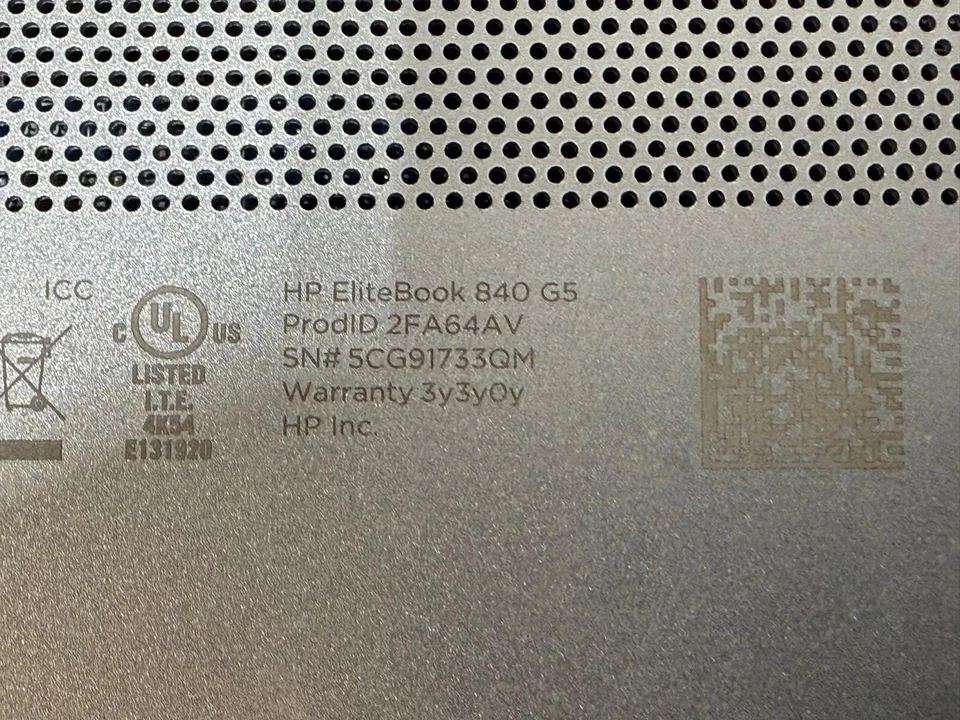 ICC
C UL US
LISTED
I.T.E.
4K54
E131920
HP EliteBook 840 G5
ProdID 2FA64AV
SN# 5CG91733QM
Warranty 3y3y0y
HP Inc.